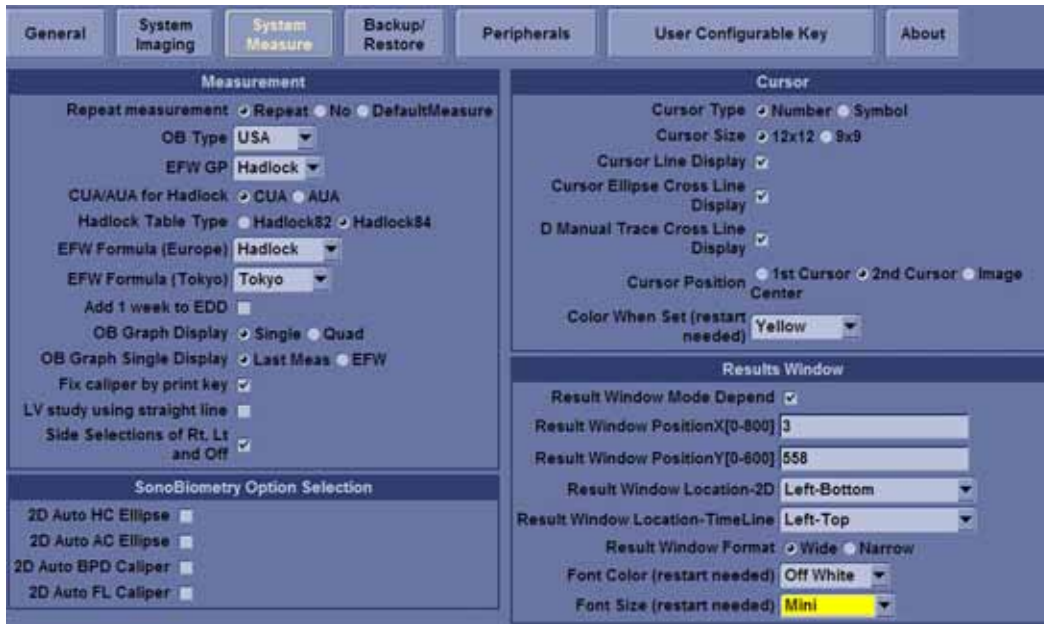 General
System
Imaging
System
Measure
Backup/
Restore
Peripherals
User Configurable Key
About
Measurement
Repeat measurement Repeat No DefaultMeasure
OB Type USA
EFW GP Hadlock
CUA/AUA for Hadlock CUA AUA
Hadlock Table Type Hadlock82 Hadlock84
EFW Formula (Europe) Hadlock
EFW Formula (Tokyo) Tokyo
Add 1 week to EDD
OB Graph Display Single Quad
OB Graph Single Display Last Meas EFW
Fix caliper by print key
LV study using straight line
Side Selections of Rt, Lt
and Off
SonoBiometry Option Selection
2D Auto HC Ellipse
2D Auto AC Ellipse
2D Auto BPD Caliper
2D Auto FL Caliper
Cursor
Cursor Type Number Symbol
Cursor Size 12x12 9x9
Cursor Line Display
Cursor Ellipse Cross Line
Display
D Manual Trace Cross Line
Display
Cursor Position 1st Cursor 2nd Cursor Image
Center
Color When Set (restart
needed) Yellow
Results Window
Result Window Mode Depend
Result Window PositionX[0-800] 3
Result Window PositionY[0-600] 558
Result Window Location-2D Left-Bottom
Result Window Location-TimeLine Left-Top
Result Window Format Wide Narrow
Font Color (restart needed) Off White
Font Size (restart needed) Mini